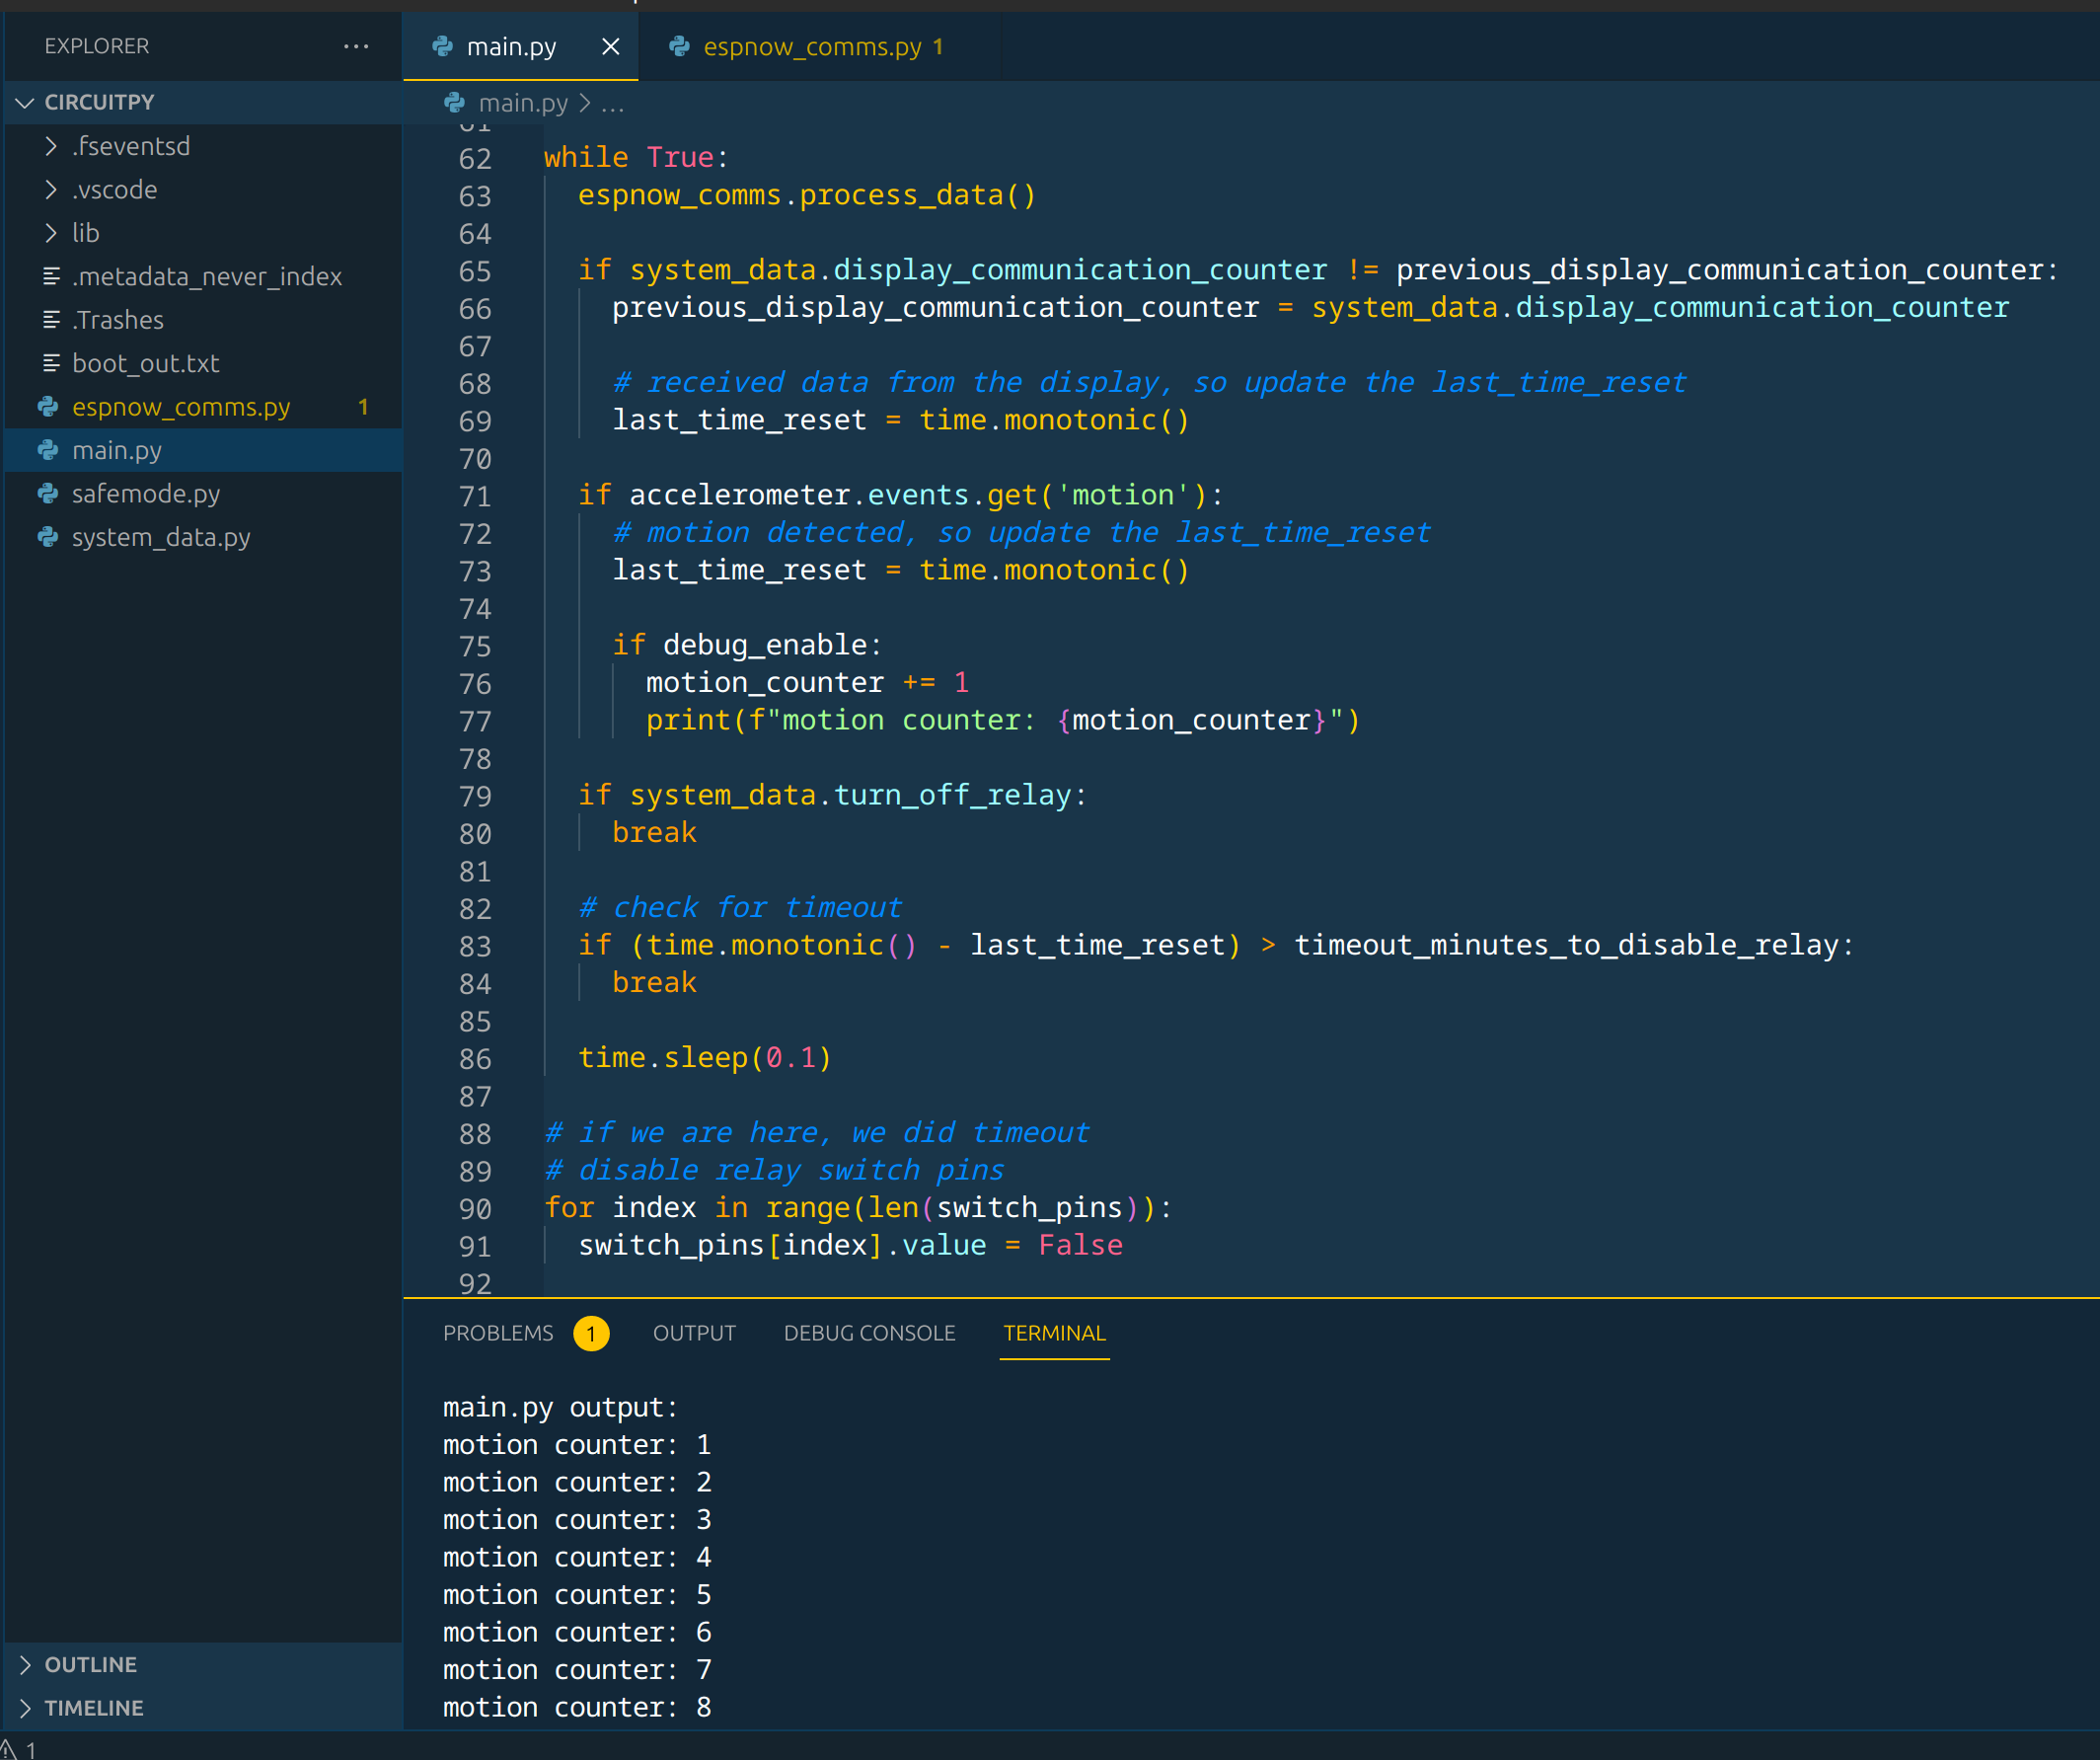 EXPLORER ...
CIRCUITPY
.fseventsd
.vscode
lib
.metadata_never_index
.Trashes
boot_out.txt
espnow_comms.py 1
main.py
safemode.py
system_data.py
OUTLINE
TIMELINE
main.py espnow_comms.py 1
main.py > ...
61
62 while True:
63   espnow_comms.process_data()
64
65   if system_data.display_communication_counter != previous_display_communication_counter:
66     previous_display_communication_counter = system_data.display_communication_counter
67
68     # received data from the display, so update the last_time_reset
69     last_time_reset = time.monotonic()
70
71   if accelerometer.events.get('motion'):
72     # motion detected, so update the last_time_reset
73     last_time_reset = time.monotonic()
74
75     if debug_enable:
76       motion_counter += 1
77       print(f"motion counter: {motion_counter}")
78
79   if system_data.turn_off_relay:
80     break
81
82   # check for timeout
83   if (time.monotonic() - last_time_reset) > timeout_minutes_to_disable_relay:
84     break
85
86   time.sleep(0.1)
87
88 # if we are here, we did timeout
89 # disable relay switch pins
90 for index in range(len(switch_pins)):
91   switch_pins[index].value = False
92
PROBLEMS 1 OUTPUT DEBUG CONSOLE TERMINAL
main.py output:
motion counter: 1
motion counter: 2
motion counter: 3
motion counter: 4
motion counter: 5
motion counter: 6
motion counter: 7
motion counter: 8
1